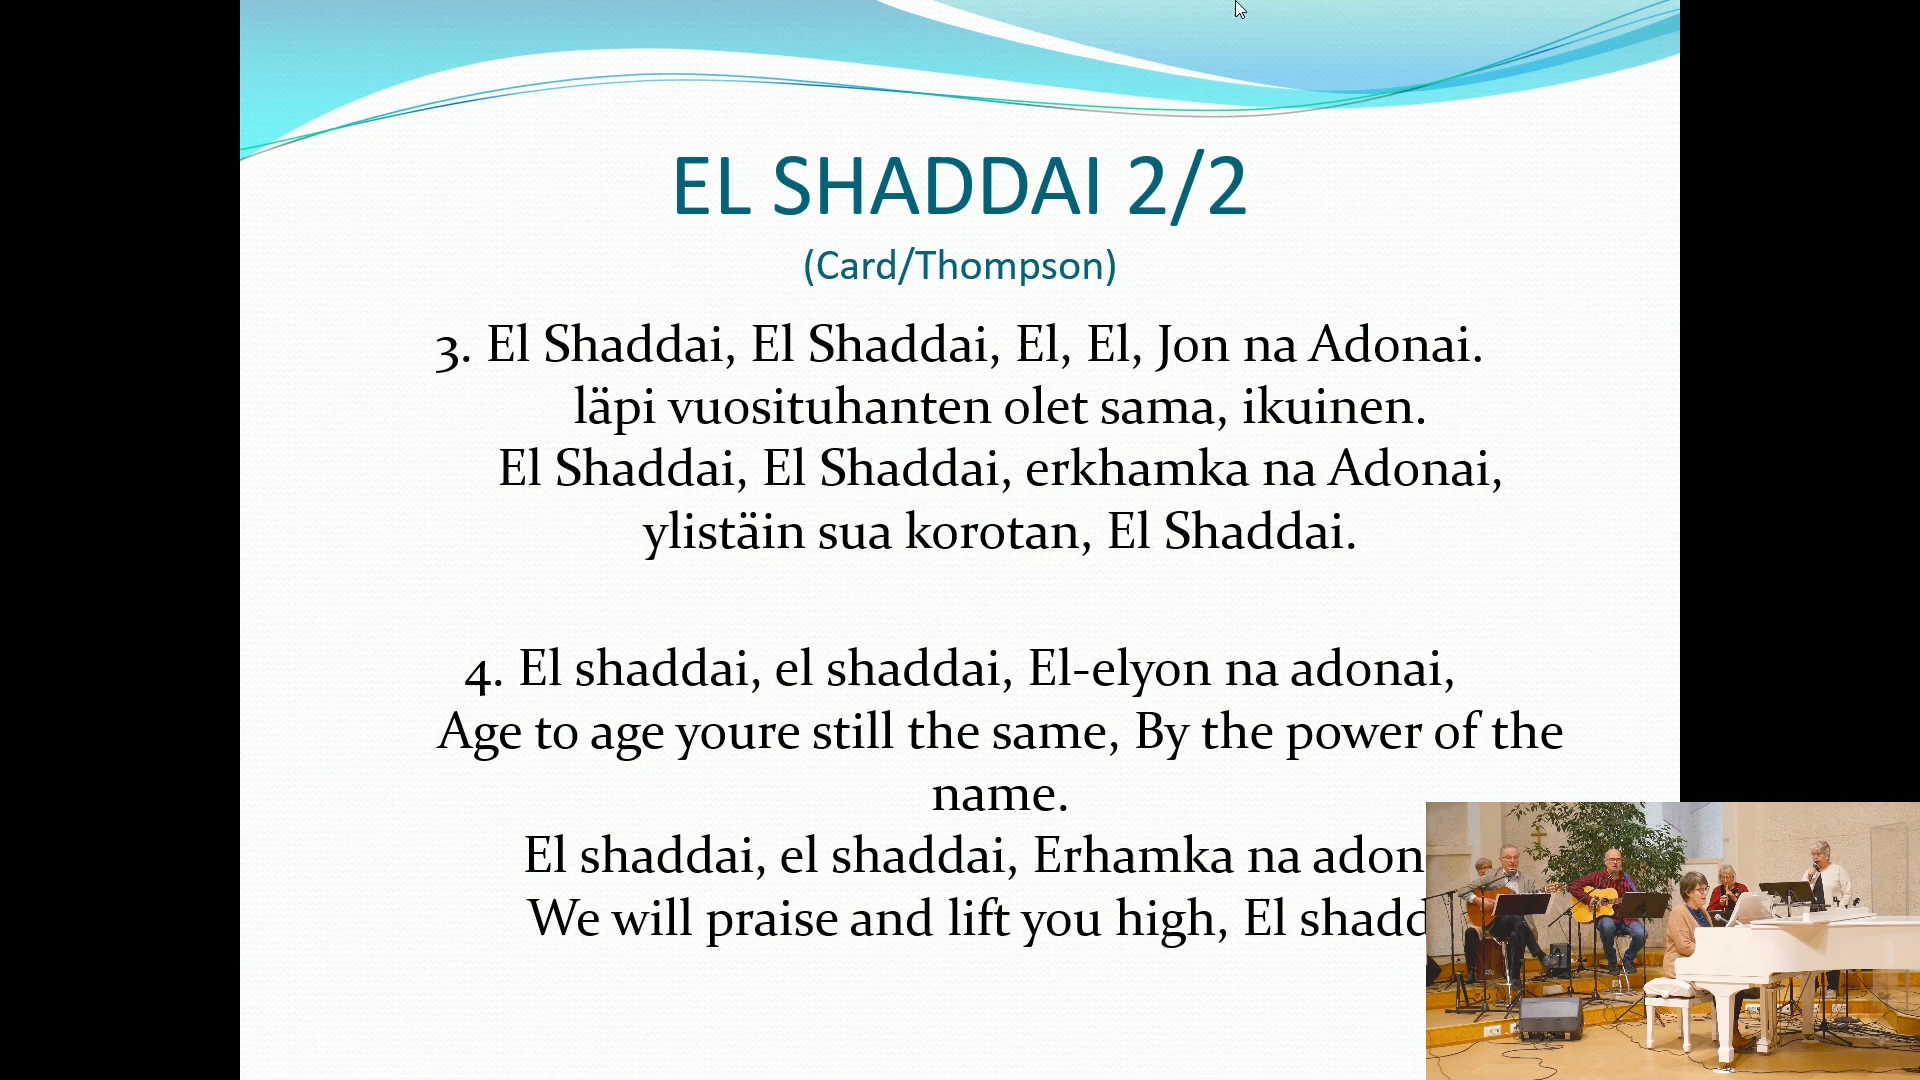 EL SHADDAI 2/2
(Card/Thompson)
3. El Shaddai, El Shaddai, El, El, Jon na Adonai.
läpi vuosituhanten olet sama, ikuinen.
El Shaddai, El Shaddai, erkhamka na Adonai,
ylistäin sua korotan, El Shaddai.
4. El shaddai, el shaddai, El-elyon na adonai,
Age to age youre still the same, By the power of the
name.
El shaddai, el shaddai, Erhamka na adon
We will praise and lift you high, El shadd